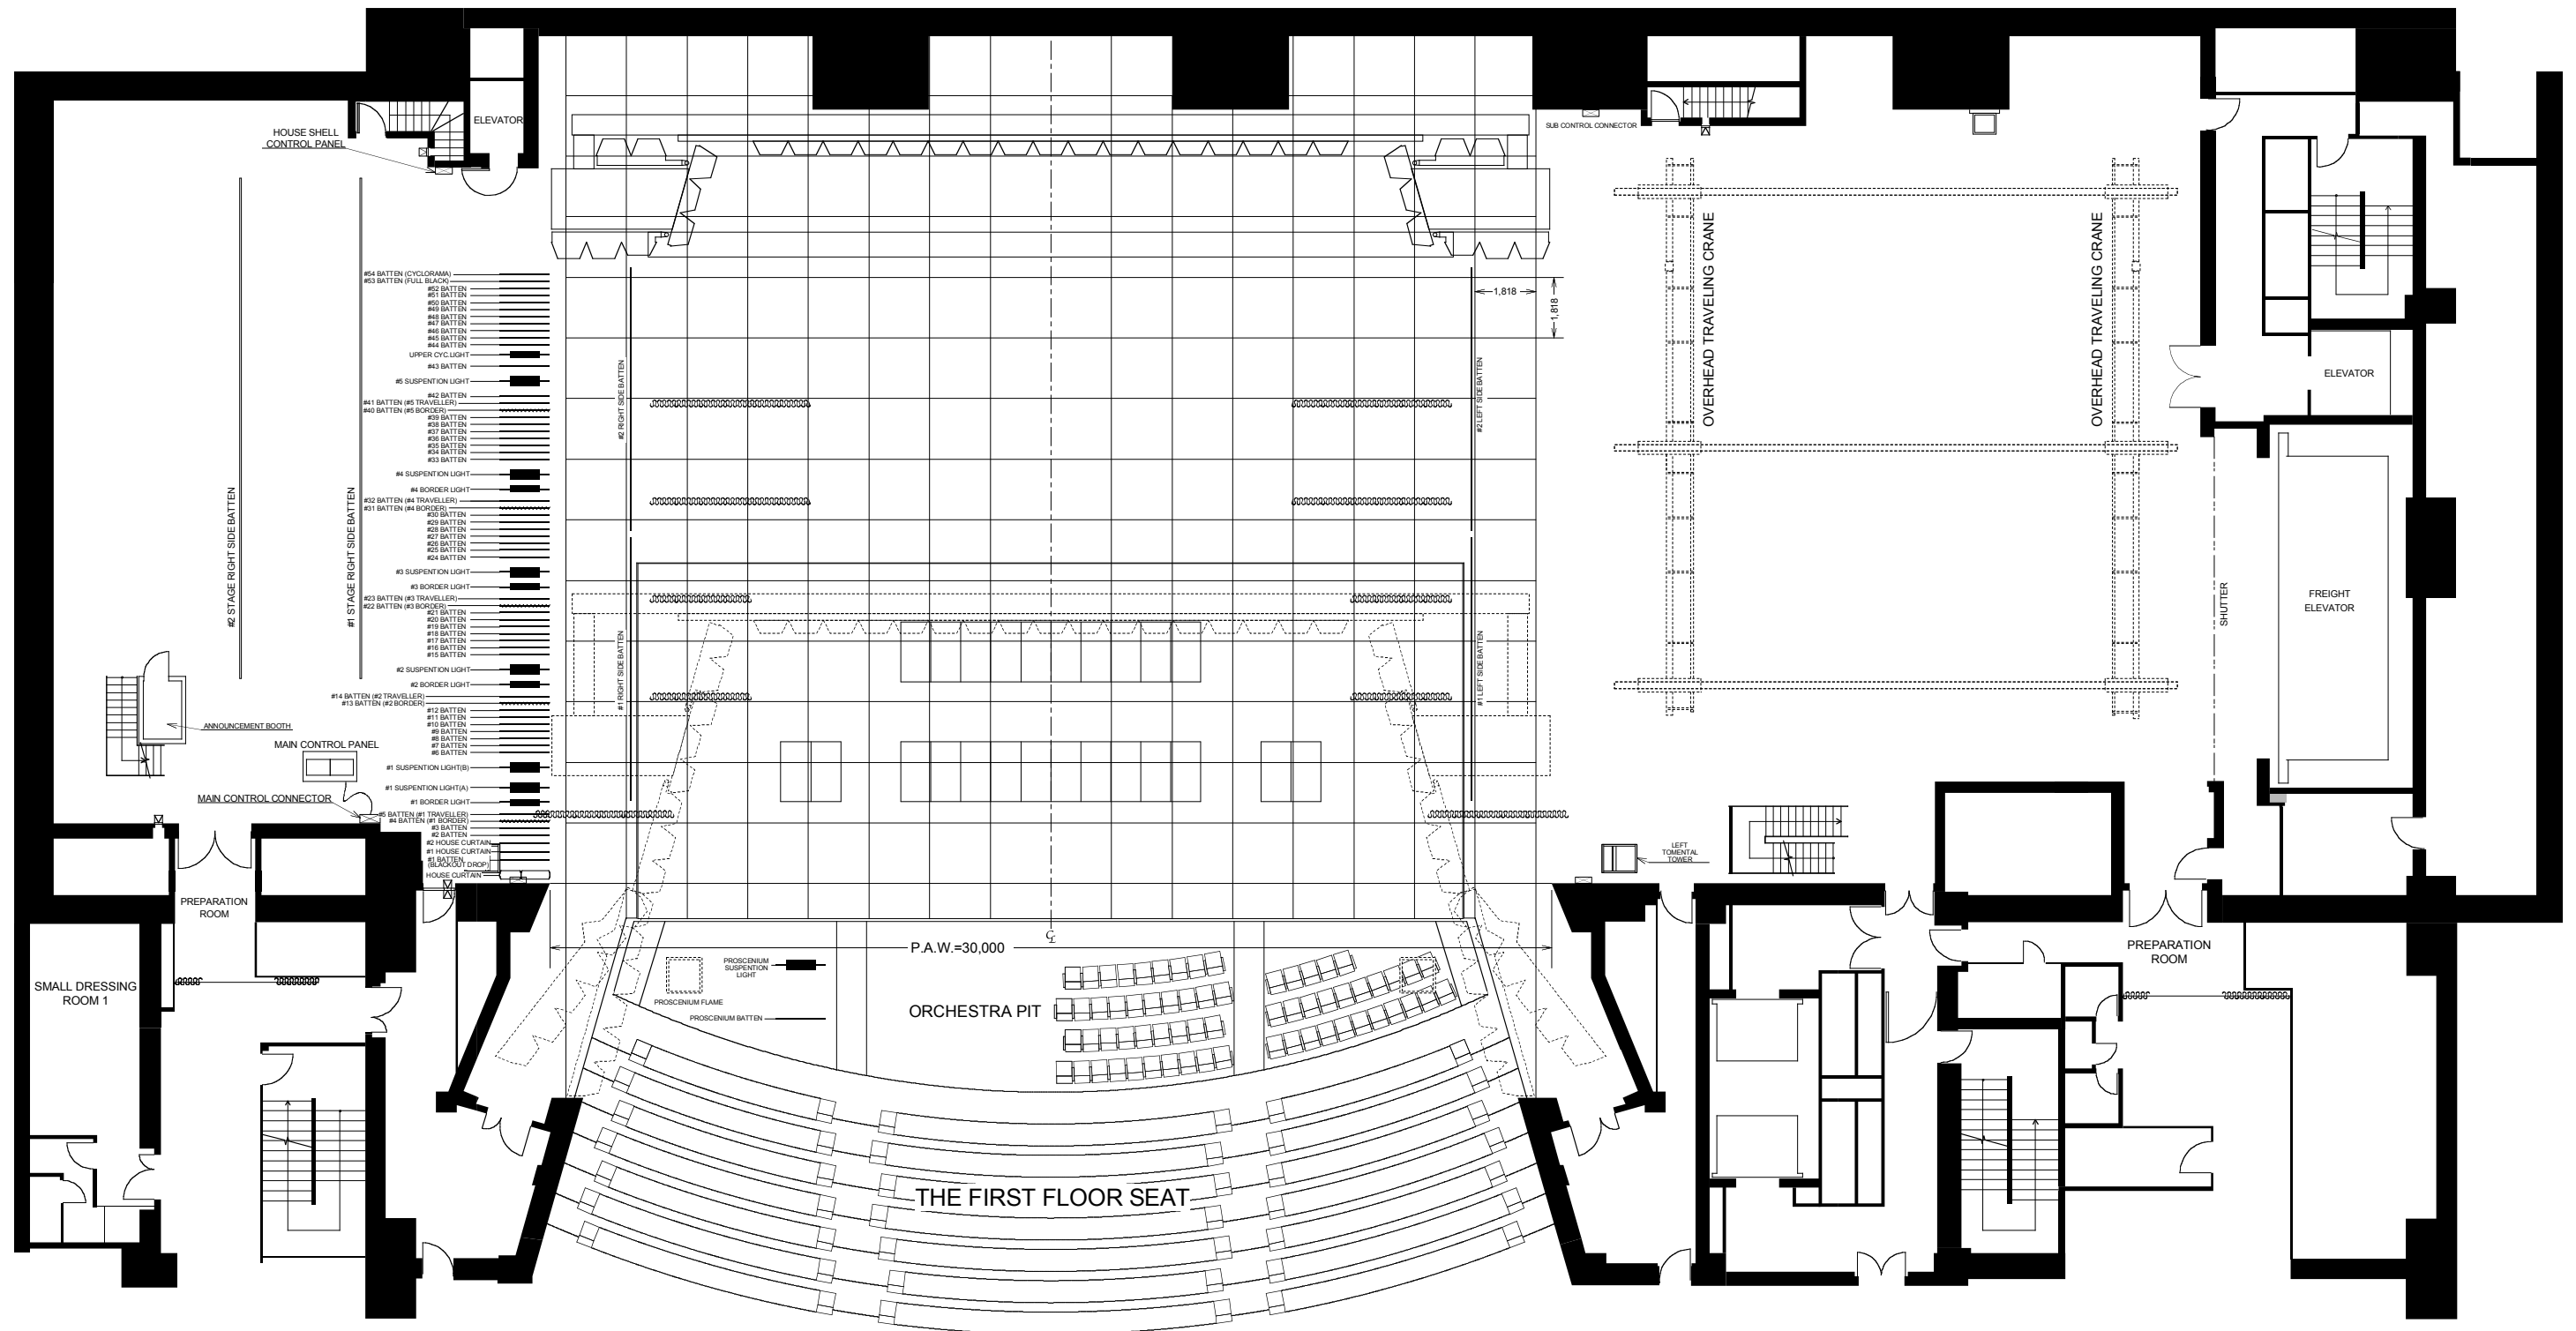 HOUSE SHELL
CONTROL PANEL
ELEVATOR
SUB CONTROL CONNECTOR
OVERHEAD TRAVELING CRANE
OVERHEAD TRAVELING CRANE
#54 BATTEN (CYCLORAMA)
#53 BATTEN (FULL BLACK)
#52 BATTEN
#51 BATTEN
#50 BATTEN
#49 BATTEN
#48 BATTEN
#47 BATTEN
#46 BATTEN
#45 BATTEN
#44 BATTEN
UPPER CYC.LIGHT
#43 BATTEN
#5 SUSPENTION LIGHT
#42 BATTEN
#41 BATTEN (#5 TRAVELLER)
#40 BATTEN (#5 BORDER)
#39 BATTEN
#38 BATTEN
#37 BATTEN
#36 BATTEN
#35 BATTEN
#34 BATTEN
#33 BATTEN
#4 SUSPENTION LIGHT
#4 BORDER LIGHT
#32 BATTEN (#4 TRAVELLER)
#31 BATTEN (#4 BORDER)
#30 BATTEN
#29 BATTEN
#28 BATTEN
#27 BATTEN
#26 BATTEN
#25 BATTEN
#24 BATTEN
#3 SUSPENTION LIGHT
#3 BORDER LIGHT
#23 BATTEN (#3 TRAVELLER)
#22 BATTEN (#3 BORDER)
#21 BATTEN
#20 BATTEN
#19 BATTEN
#18 BATTEN
#17 BATTEN
#16 BATTEN
#15 BATTEN
#2 SUSPENTION LIGHT
#2 BORDER LIGHT
#14 BATTEN (#2 TRAVELLER)
#13 BATTEN (#2 BORDER)
#12 BATTEN
#11 BATTEN
#10 BATTEN
#9 BATTEN
#8 BATTEN
#7 BATTEN
#6 BATTEN
#1 SUSPENTION LIGHT(B)
#1 SUSPENTION LIGHT(A)
#1 BORDER LIGHT
#5 BATTEN (#1 TRAVELLER)
#4 BATTEN (#1 BORDER)
#3 BATTEN
#2 BATTEN
#2 HOUSE CURTAIN
#1 HOUSE CURTAIN
#1 BATTEN
(BLACKOUT DROP)
HOUSE CURTAIN
#2 STAGE RIGHT SIDE BATTEN
#1 STAGE RIGHT SIDE BATTEN
#2 RIGHT SIDE BATTEN
#2 LEFT SIDE BATTEN
#1 RIGHT SIDE BATTEN
#1 LEFT SIDE BATTEN
1,818
1,818
ELEVATOR
SHUTTER
FREIGHT
ELEVATOR
ANNOUNCEMENT BOOTH
MAIN CONTROL PANEL
MAIN CONTROL CONNECTOR
LEFT
TOMENTAL
TOWER
PREPARATION
ROOM
SMALL DRESSING
ROOM 1
P.A.W.=30,000
CL
PROSCENIUM
SUSPENTION
LIGHT
PROSCENIUM FLAME
PROSCENIUM BATTEN
ORCHESTRA PIT
PREPARATION
ROOM
THE FIRST FLOOR SEAT